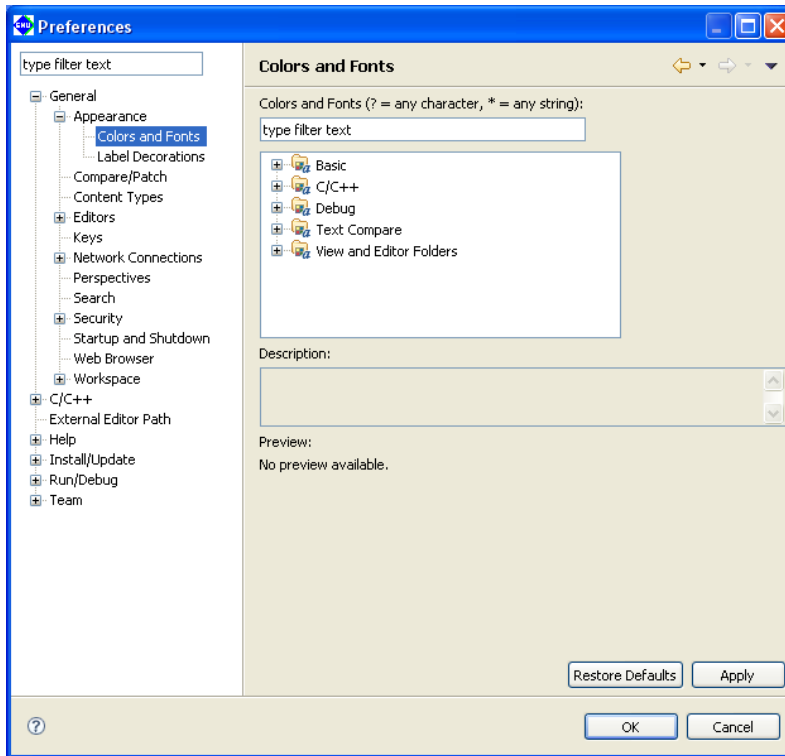 Preferences
type filter text
General
Appearance
Colors and Fonts
Label Decorations
Compare/Patch
Content Types
Editors
Keys
Network Connections
Perspectives
Search
Security
Startup and Shutdown
Web Browser
Workspace
C/C++
External Editor Path
Help
Install/Update
Run/Debug
Team
Colors and Fonts
Colors and Fonts (? = any character, * = any string):
type filter text
Basic
C/C++
Debug
Text Compare
View and Editor Folders
Description:
Preview:
No preview available.
Restore Defaults
Apply
OK
Cancel